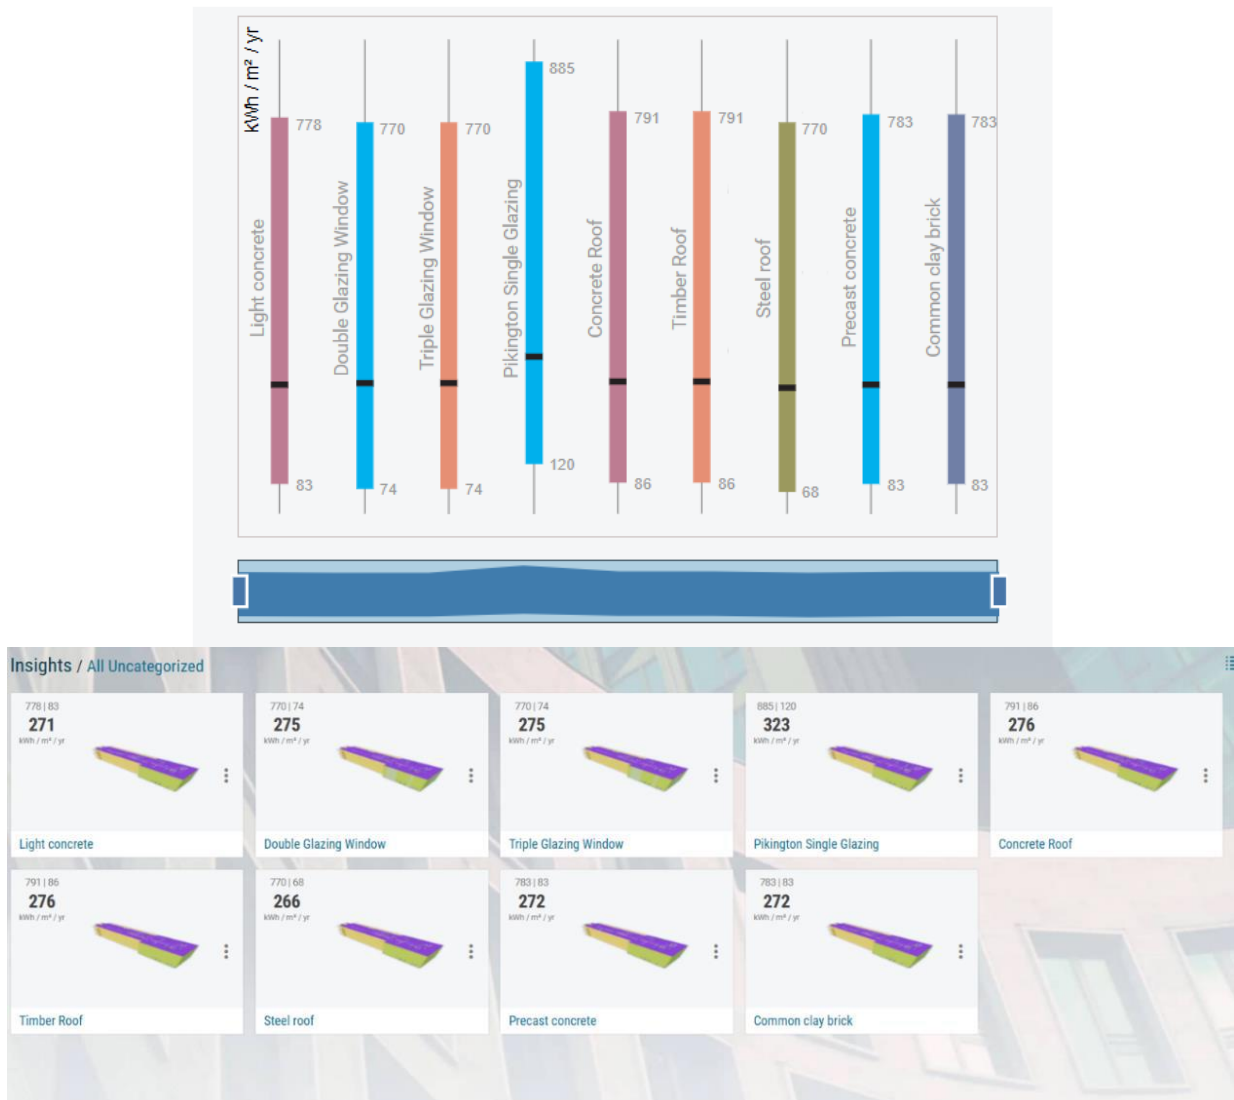 kWh / m² / yr
778
Light concrete
83
770
Double Glazing Window
74
770
Triple Glazing Window
74
885
Pikington Single Glazing
120
791
Concrete Roof
86
791
Timber Roof
86
770
Steel roof
68
783
Precast concrete
83
783
Common clay brick
83
Insights / All Uncategorized
778 | 83
271
kWh / m² / yr
Light concrete
770 | 74
275
kWh / m² / yr
Double Glazing Window
770 | 74
275
kWh / m² / yr
Triple Glazing Window
885 | 120
323
kWh / m² / yr
Pikington Single Glazing
791 | 86
276
kWh / m² / yr
Concrete Roof
791 | 86
276
kWh / m² / yr
Timber Roof
770 | 68
266
kWh / m² / yr
Steel roof
783 | 83
272
kWh / m² / yr
Precast concrete
783 | 83
272
kWh / m² / yr
Common clay brick